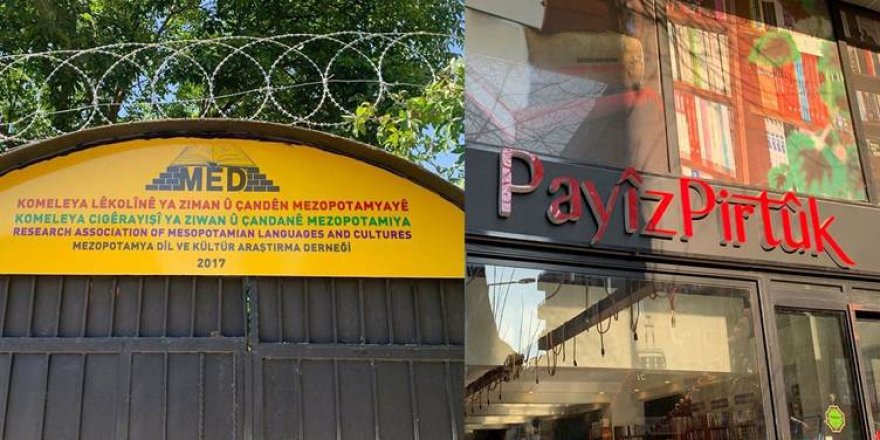 MED
KOMELEYA LÊKOLÎNÊ YA ZIMAN Û ÇANDÊN MEZOPOTAMYAYÊ
KOMELEYA CIGÊRAYIŞÎ YA ZIWAN Û ÇANDANÊ MEZOPOTAMIYA
RESEARCH ASSOCIATION OF MESOPOTAMIAN LANGUAGES AND CULTURES
MEZOPOTAMYA DİL VE KÜLTÜR ARAŞTIRMA DERNEĞİ
2017
PayîzPirtûk